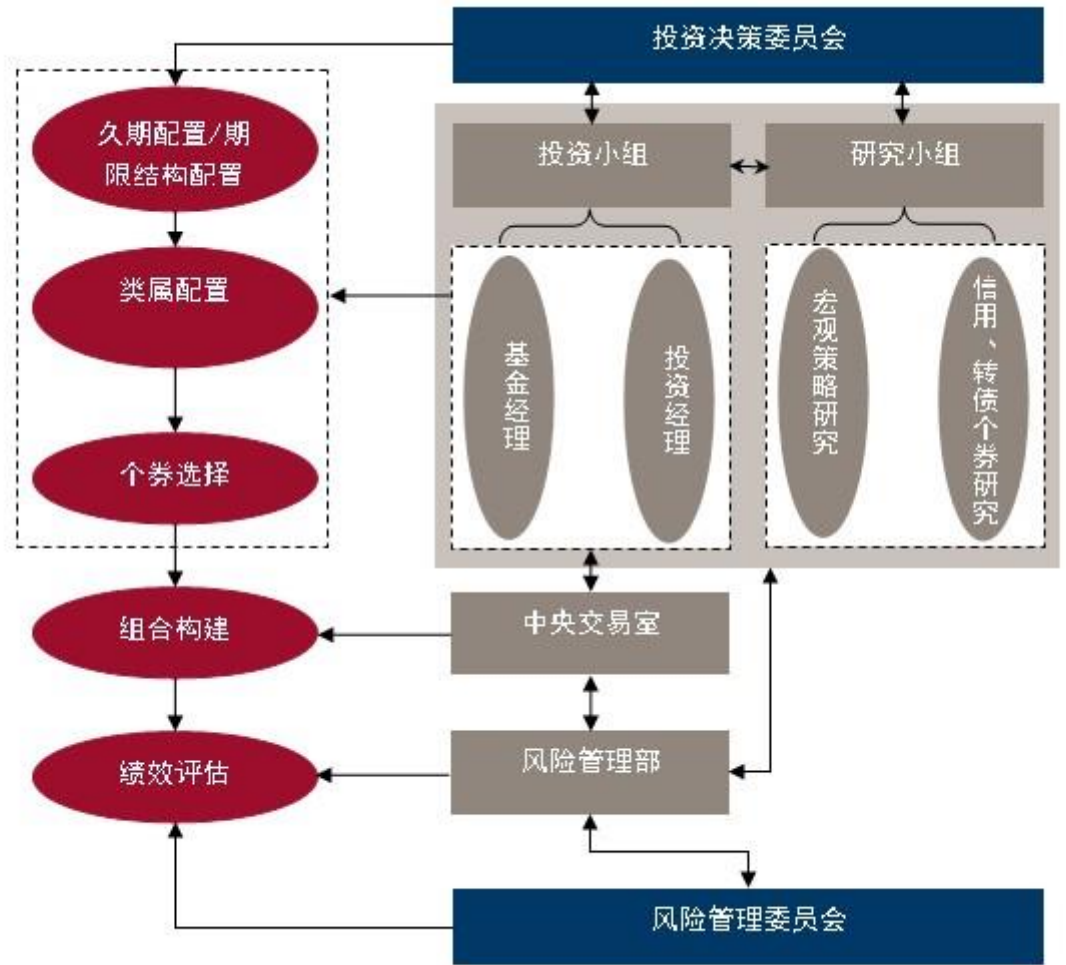 投资决策委员会
久期配置/期
限结构配置
投资小组
研究小组
类属配置
基金经理
投资经理
宏观策略研究
信用、转债个券研究
个券选择
组合构建
中央交易室
绩效评估
风险管理部
风险管理委员会